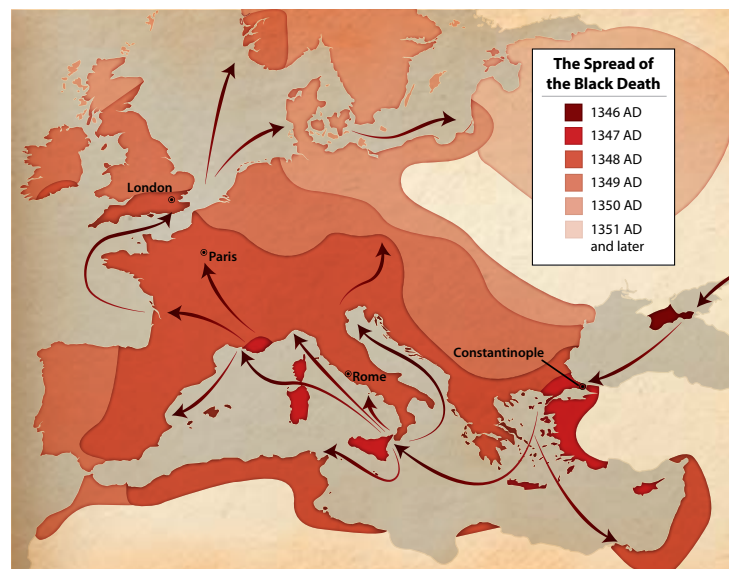 The Spread of
the Black Death
1346 AD
1347 AD
1348 AD
1349 AD
1350 AD
1351 AD
and later
London
Paris
Constantinople
Rome